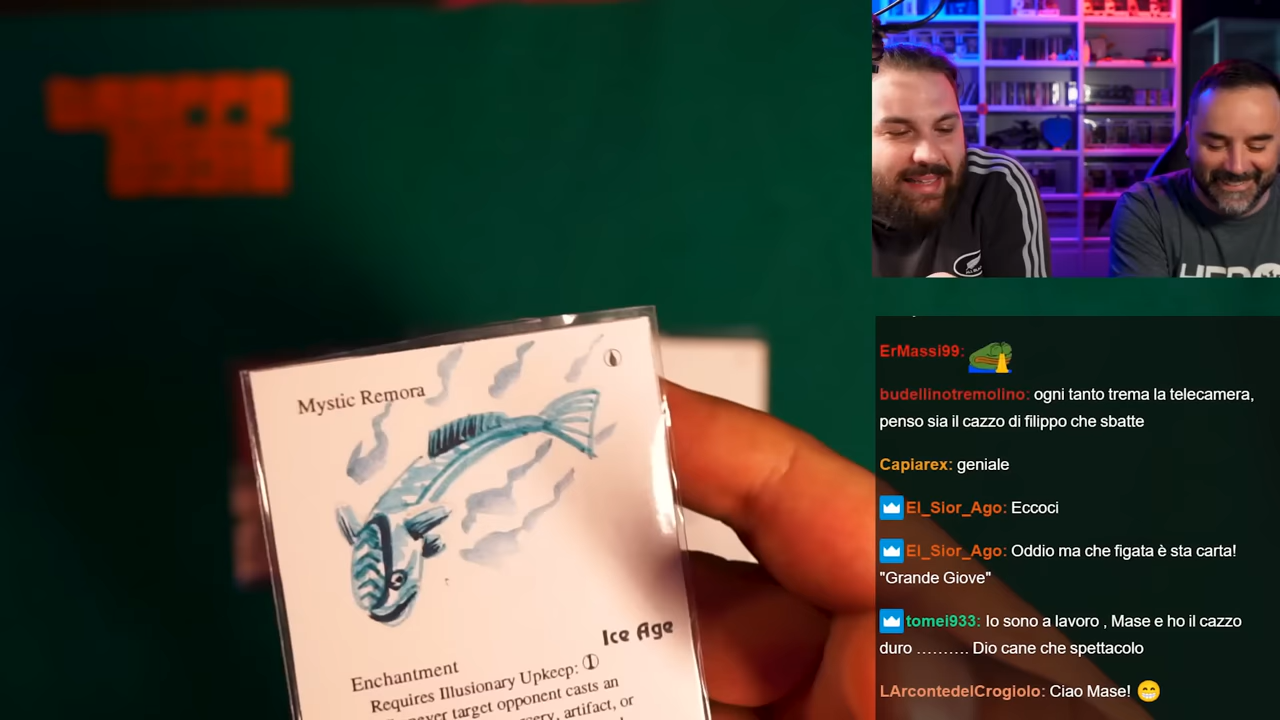 Mystic Remora
Ice Age
Enchantment
Requires Illusionary Upkeep: 1
target opponent casts an
artifact, or
ErMassi99:
budellinotremolino: ogni tanto trema la telecamera,
penso sia il cazzo di filippo che sbatte
Capiarex: geniale
El_Sior_Ago: Eccoci
El_Sior_Ago: Oddio ma che figata è sta carta!
"Grande Giove"
tomei933: Io sono a lavoro , Mase e ho il cazzo
duro ………. Dio cane che spettacolo
LArcontedelCrogiolo: Ciao Mase! 😁